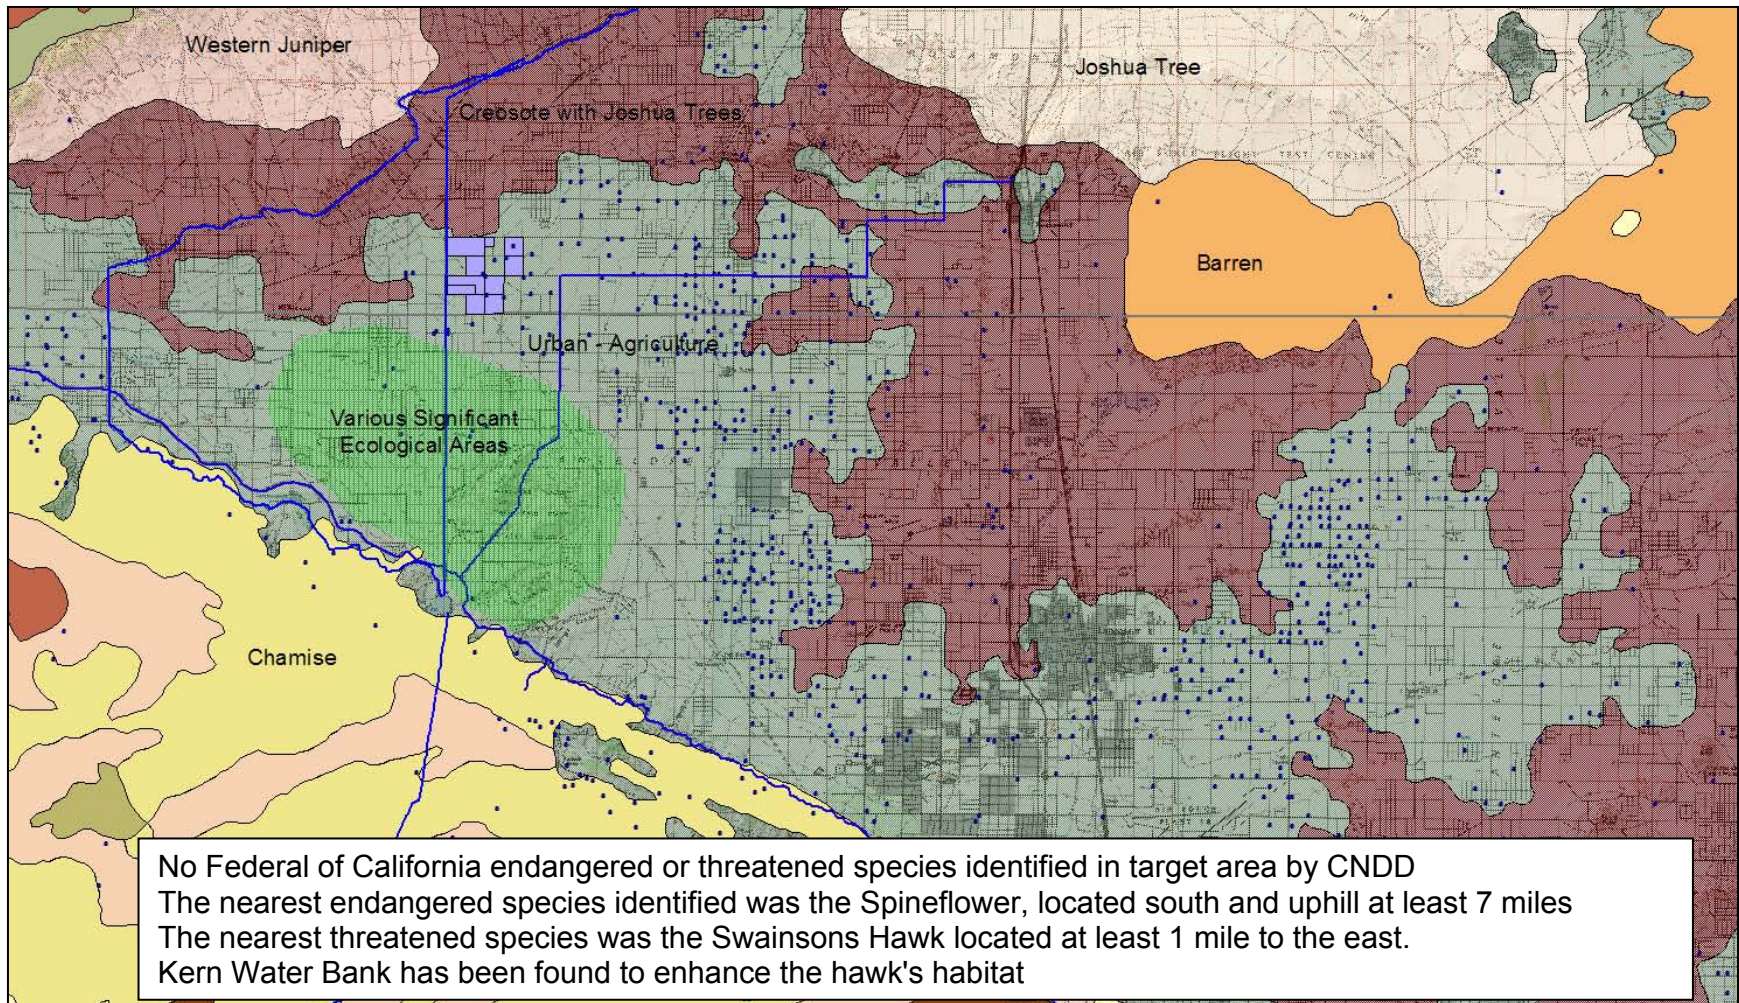 Western Juniper
Joshua Tree
Creosote with Joshua Trees
FLIGHT TEST CENTER
Barren
Urban - Agriculture
Various Significant
Ecological Areas
Chamise
No Federal of California endangered or threatened species identified in target area by CNDD
The nearest endangered species identified was the Spineflower, located south and uphill at least 7 miles
The nearest threatened species was the Swainsons Hawk located at least 1 mile to the east.
Kern Water Bank has been found to enhance the hawk's habitat